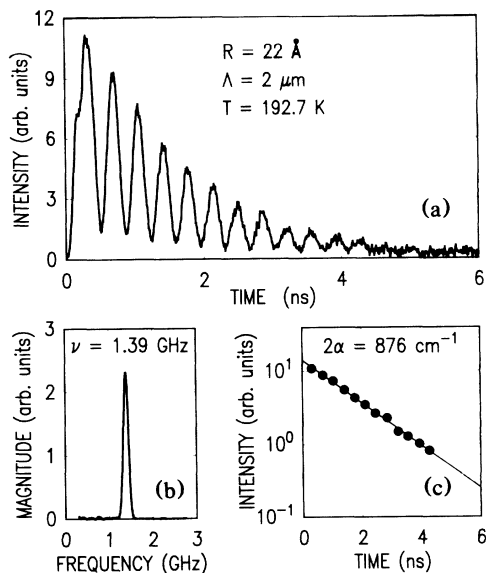 12
9
6
3
0
INTENSITY (arb. units)
R = 22 Å
Λ = 2 μm
T = 192.7 K
(a)
0 2 4 6
TIME (ns)
3
2
1
0
MAGNITUDE (arb. units)
ν = 1.39 GHz
(b)
0 1 2 3
FREQUENCY (GHz)
INTENSITY (arb. units)
10¹
10⁰
10⁻¹
2α = 876 cm⁻¹
(c)
0 2 4 6
TIME (ns)